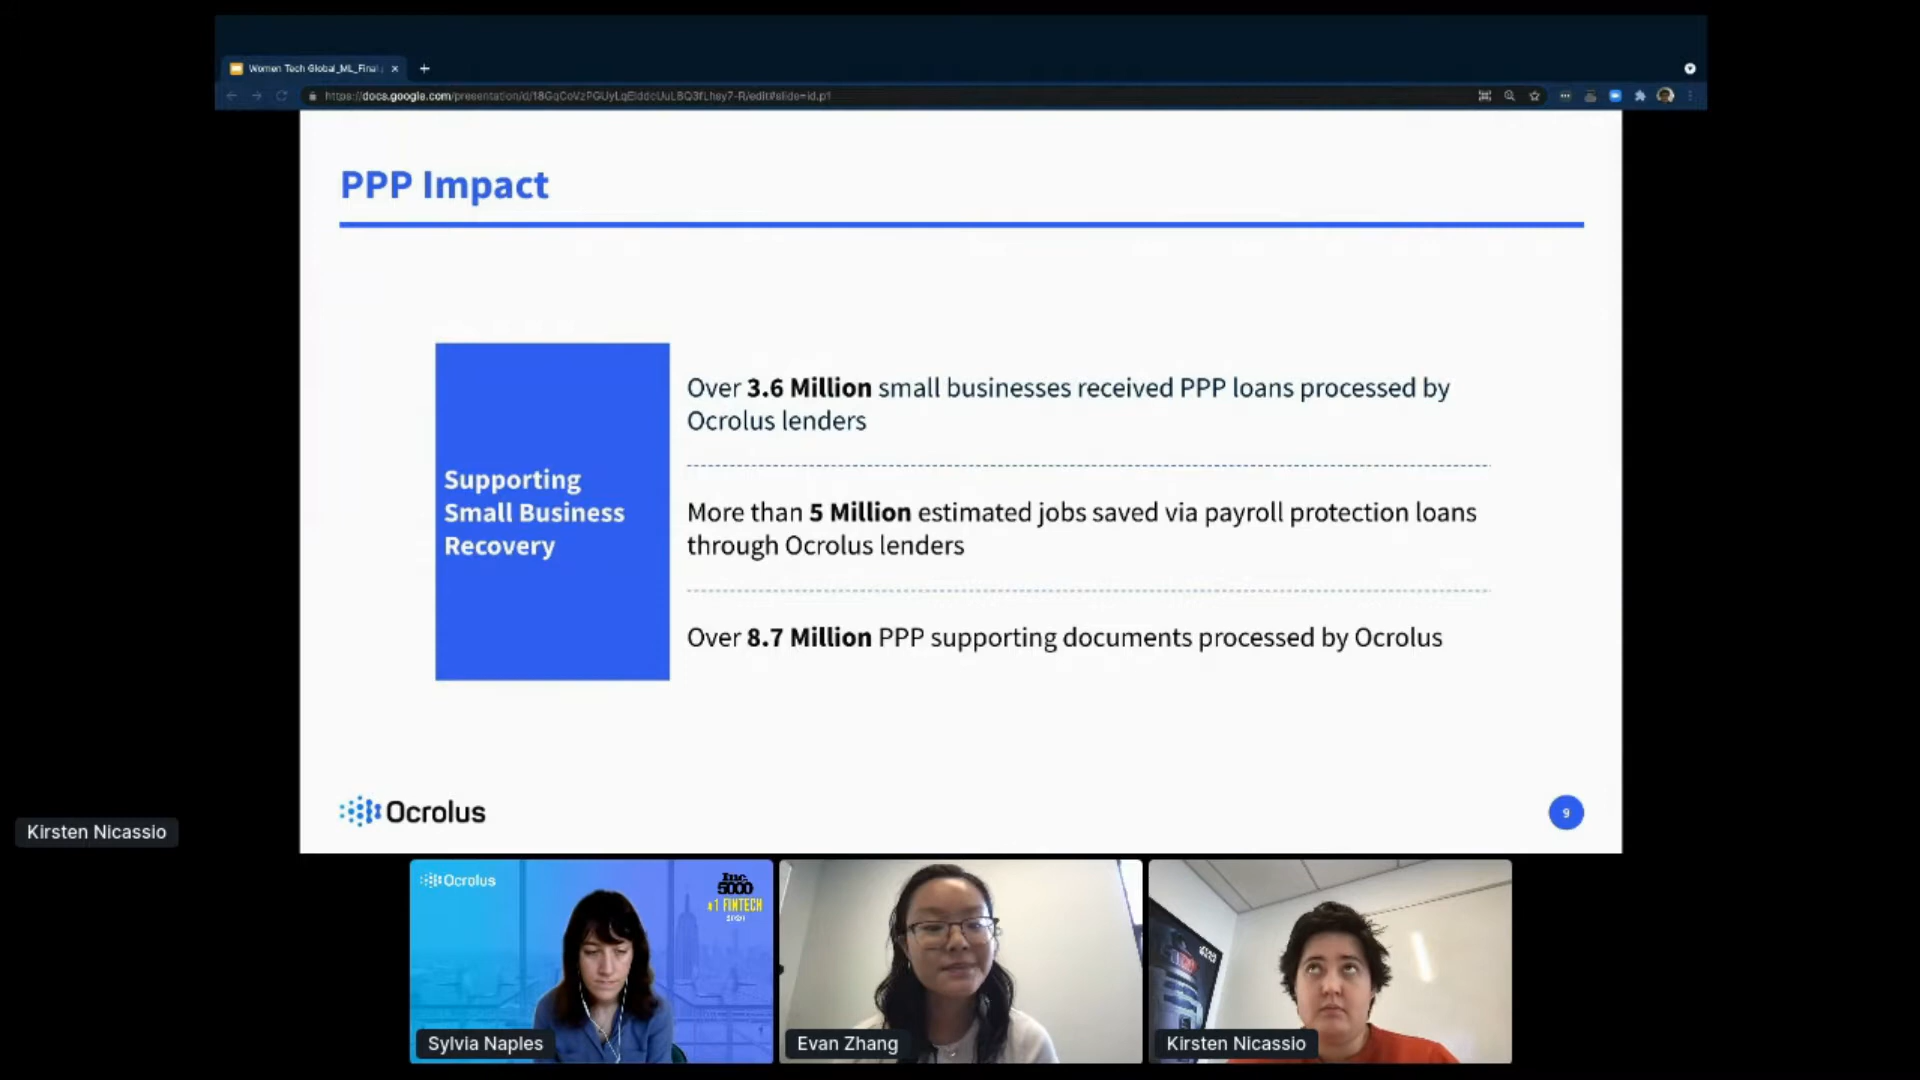 Women Tech Global_ML_Final
PPP Impact
Supporting
Small Business
Recovery
Over 3.6 Million small businesses received PPP loans processed by
Ocrolus lenders
More than 5 Million estimated jobs saved via payroll protection loans
through Ocrolus lenders
Over 8.7 Million PPP supporting documents processed by Ocrolus
Ocrolus
9
Kirsten Nicassio
Ocrolus
Inc.
5000
#1 FINTECH
Sylvia Naples
Evan Zhang
Kirsten Nicassio